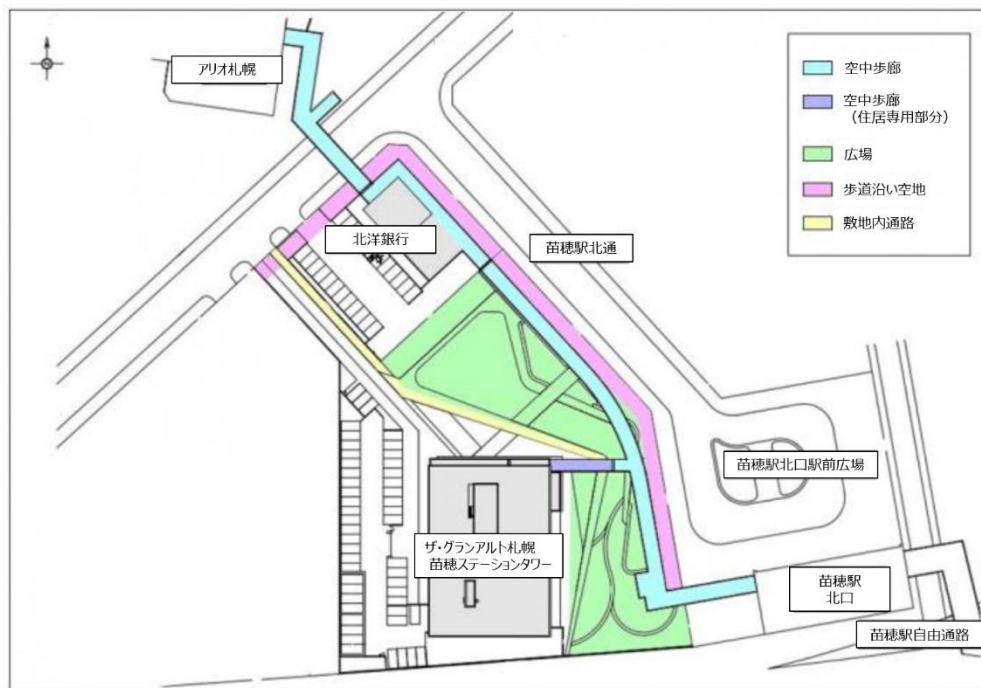 アリオ札幌
空中歩廊
空中歩廊
（住居専用部分）
広場
歩道沿い空地
敷地内通路
北洋銀行
苗穂駅北通
苗穂駅北口駅前広場
ザ・グランアルト札幌
苗穂ステーションタワー
苗穂駅
北口
苗穂駅自由通路